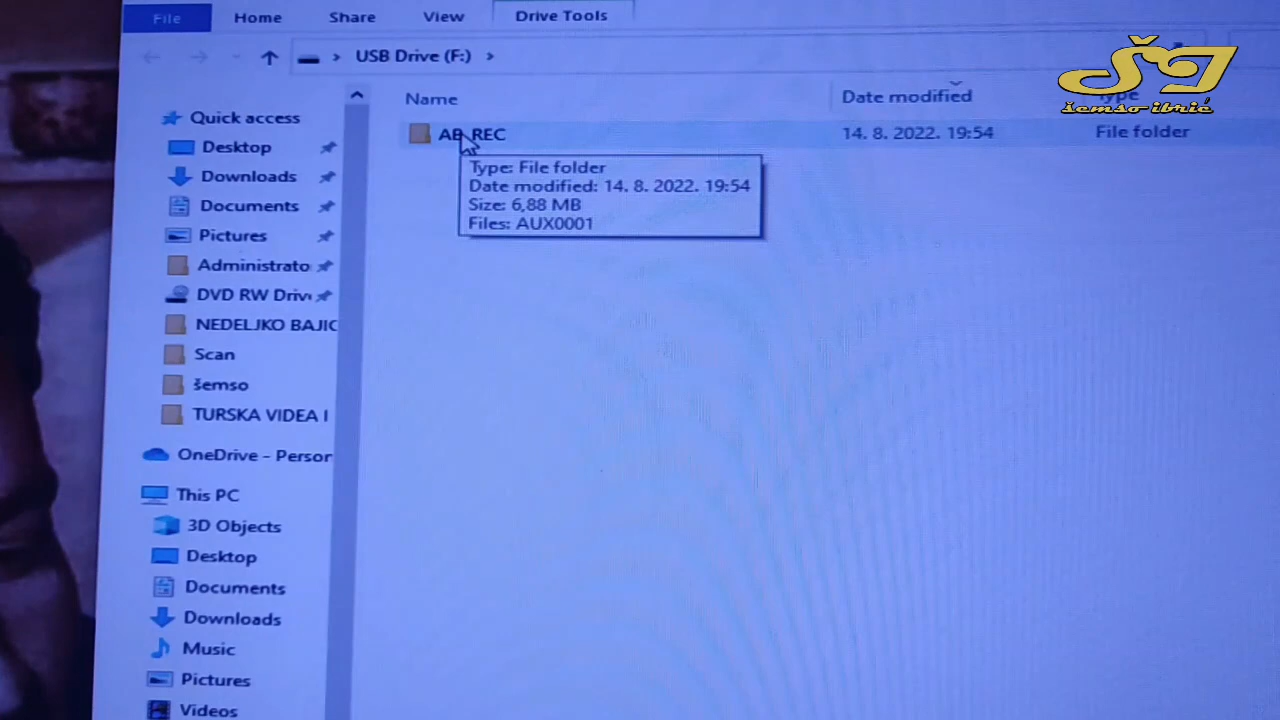 File Home Share View Drive Tools
USB Drive (F:)
Name Date modified Type
AB_REC 14. 8. 2022. 19:54 File folder
Type: File folder
Date modified: 14. 8. 2022. 19:54
Size: 6,88 MB
Files: AUX0001
Quick access
Desktop
Downloads
Documents
Pictures
Administrato
DVD RW Driv
NEDELJKO BAJIC
Scan
šemso
TURSKA VIDEA I
OneDrive - Person
This PC
3D Objects
Desktop
Documents
Downloads
Music
Pictures
Videos
ŠI
šemso ibrić